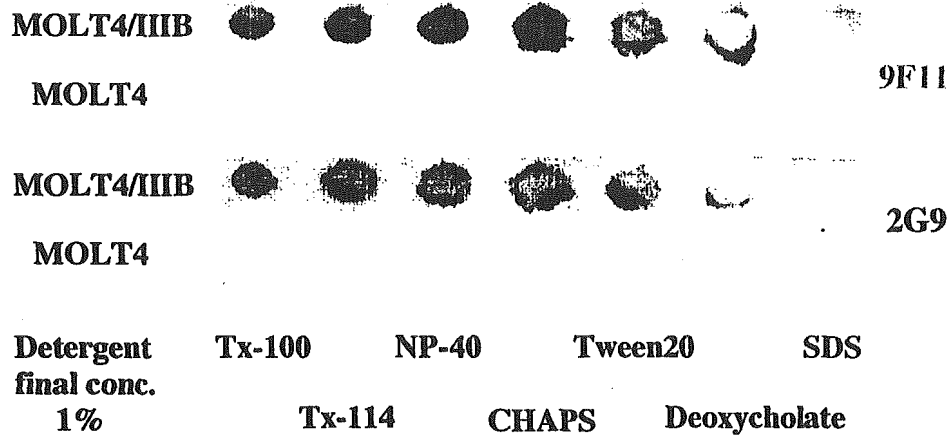 MOLT4/IIIB
9F11
MOLT4
MOLT4/IIIB
2G9
MOLT4
Detergent Tx-100 NP-40 Tween20 SDS
final conc.
1% Tx-114 CHAPS Deoxycholate